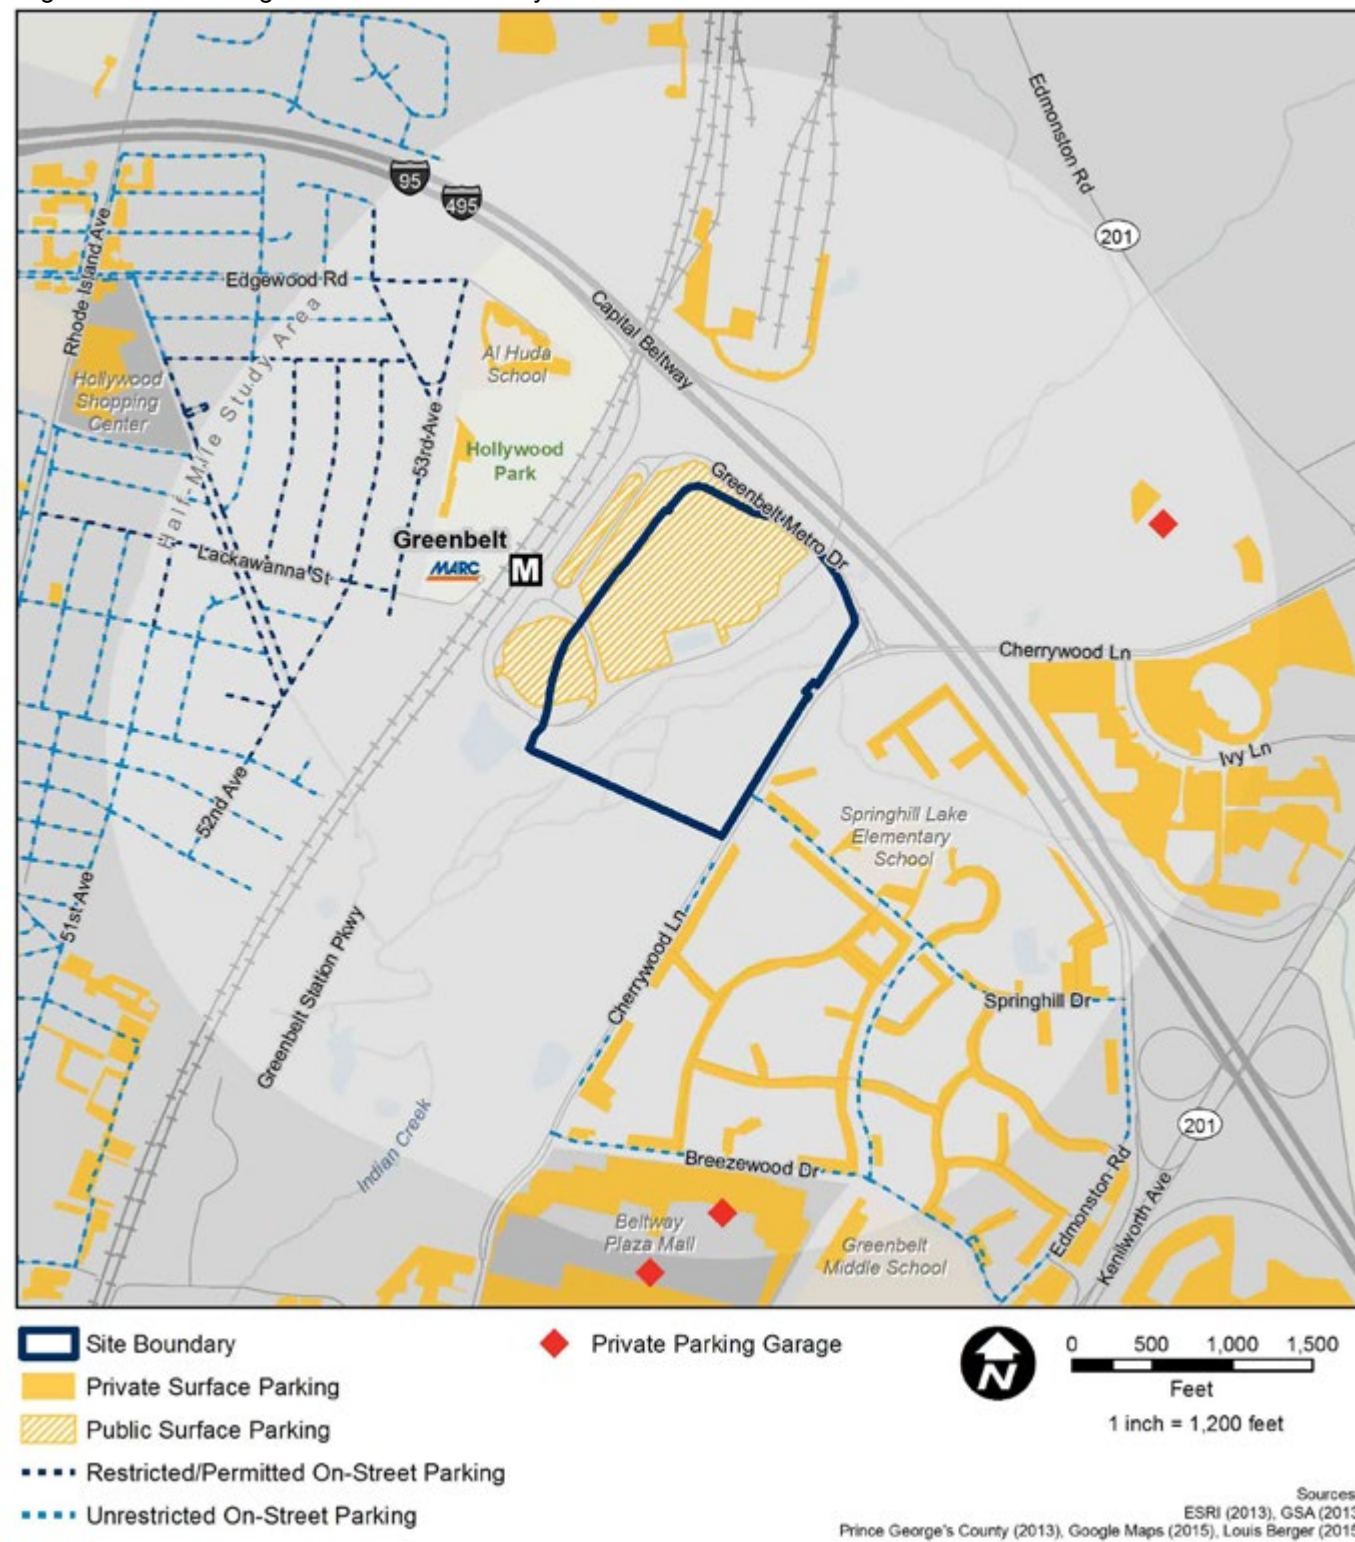 Edmonston Rd
95
495
201
Rhode Island Ave
Edgewood Rd
Capital Beltway
Half-Mile Study Area
Al Huda
School
Hollywood
Shopping
Center
53rd Ave
Hollywood
Park
Greenbelt Metro Dr
Greenbelt
MARC
M
Lackawanna St
Cherrywood Ln
Ivy Ln
52nd Ave
Springhill Lake
Elementary
School
51st Ave
Greenbelt Station Pkwy
Cherrywood Ln
Springhill Dr
Indian Creek
201
Breezewood Dr
Edmonston Rd
Kenilworth Ave
Beltway
Plaza Mall
Greenbelt
Middle School
Site Boundary
Private Surface Parking
Public Surface Parking
Restricted/Permitted On-Street Parking
Unrestricted On-Street Parking
Private Parking Garage
N
0 500 1,000 1,500
Feet
1 inch = 1,200 feet
Sources
ESRI (2013), GSA (2013
Prince George's County (2013), Google Maps (2015), Louis Berger (2015